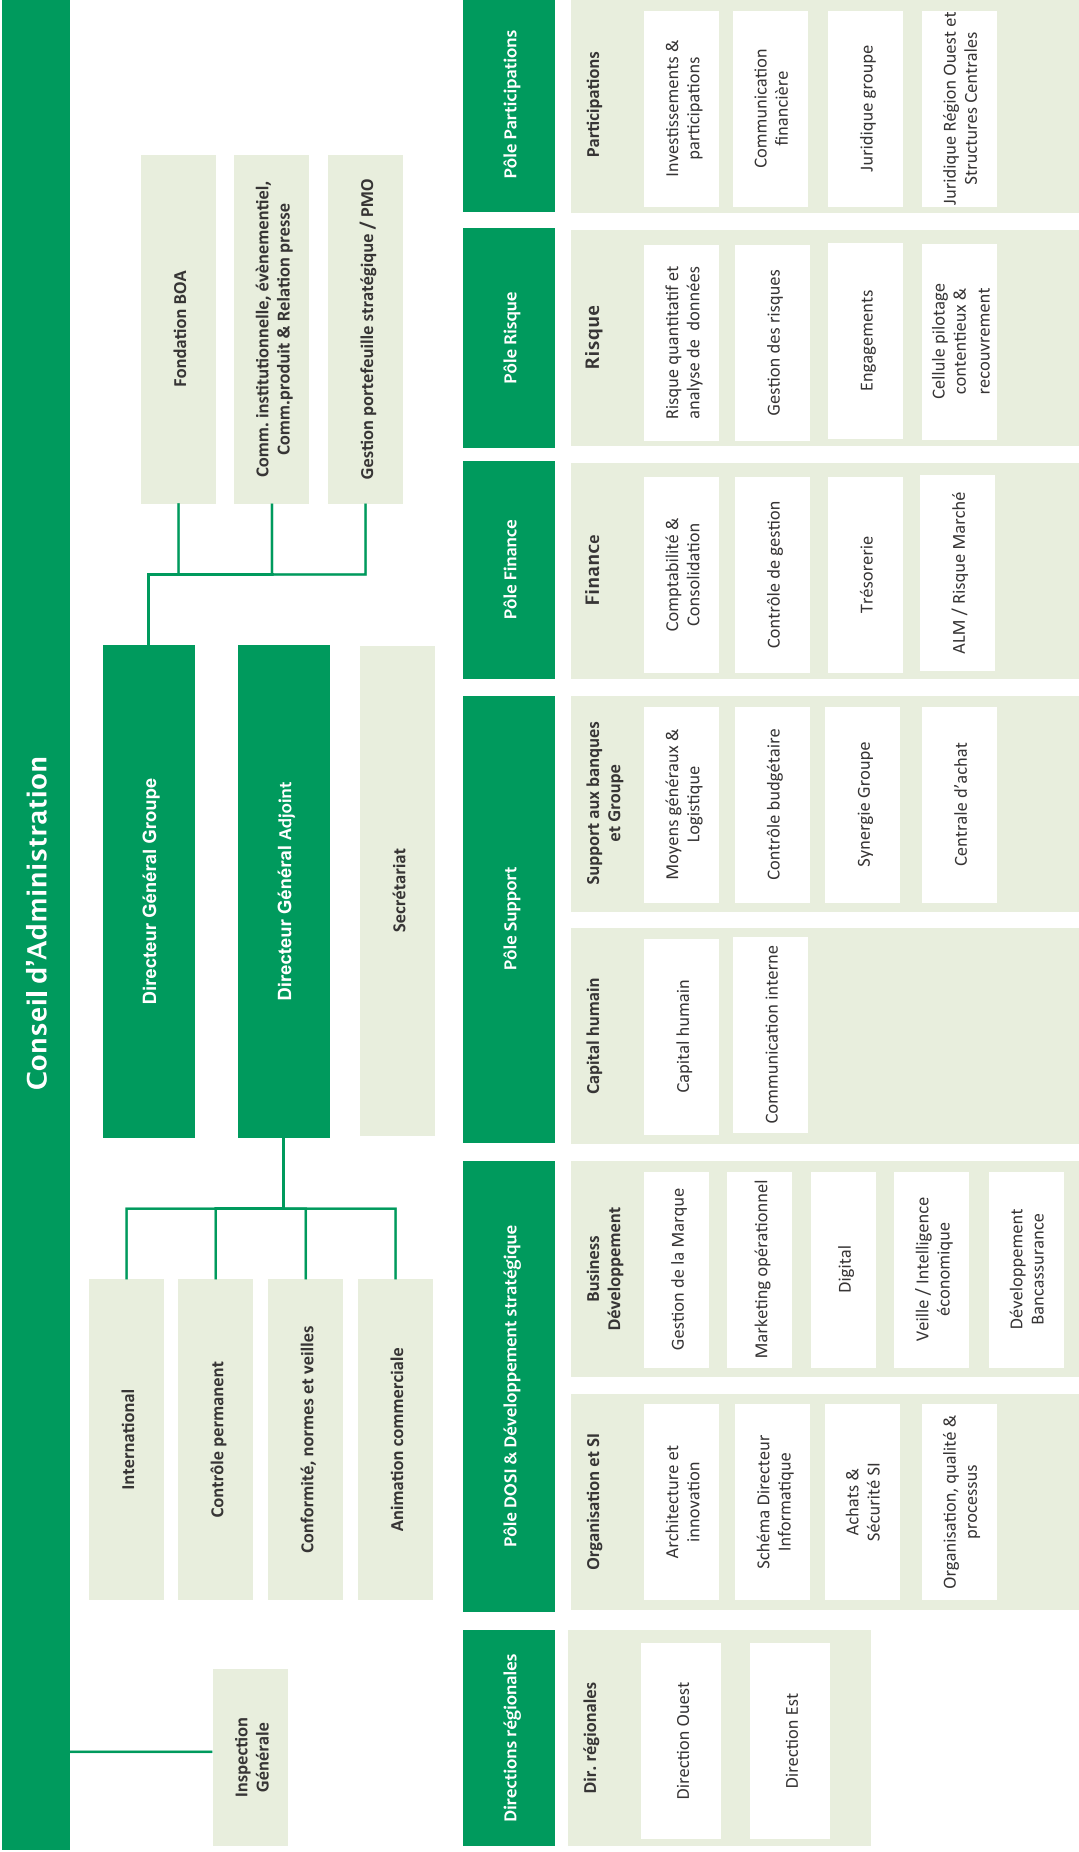 Conseil d'Administration
Inspection
Générale
International
Contrôle permanent
Conformité, normes et veilles
Animation commerciale
Directeur Général Groupe
Directeur Général Adjoint
Secrétariat
Fondation BOA
Comm. institutionnelle, évènementiel,
Comm.produit & Relation presse
Gestion portefeuille stratégique / PMO
Directions régionales
Dir. régionales
Direction Ouest
Direction Est
Pôle DOSI & Développement stratégique
Organisation et SI
Architecture et
innovation
Schéma Directeur
Informatique
Achats &
Sécurité SI
Organisation, qualité &
processus
Business
Développement
Gestion de la Marque
Marketing opérationnel
Digital
Veille / Intelligence
économique
Développement
Bancassurance
Pôle Support
Capital humain
Capital humain
Communication interne
Support aux banques
et Groupe
Moyens généraux &
Logistique
Contrôle budgétaire
Synergie Groupe
Centrale d'achat
Pôle Finance
Finance
Comptabilité &
Consolidation
Contrôle de gestion
Trésorerie
ALM / Risque Marché
Pôle Risque
Risque
Risque quantitatif et
analyse de données
Gestion des risques
Engagements
Cellule pilotage
contentieux &
recouvrement
Pôle Participations
Participations
Investissements &
participations
Communication
financière
Juridique groupe
Juridique Région Ouest et
Structures Centrales